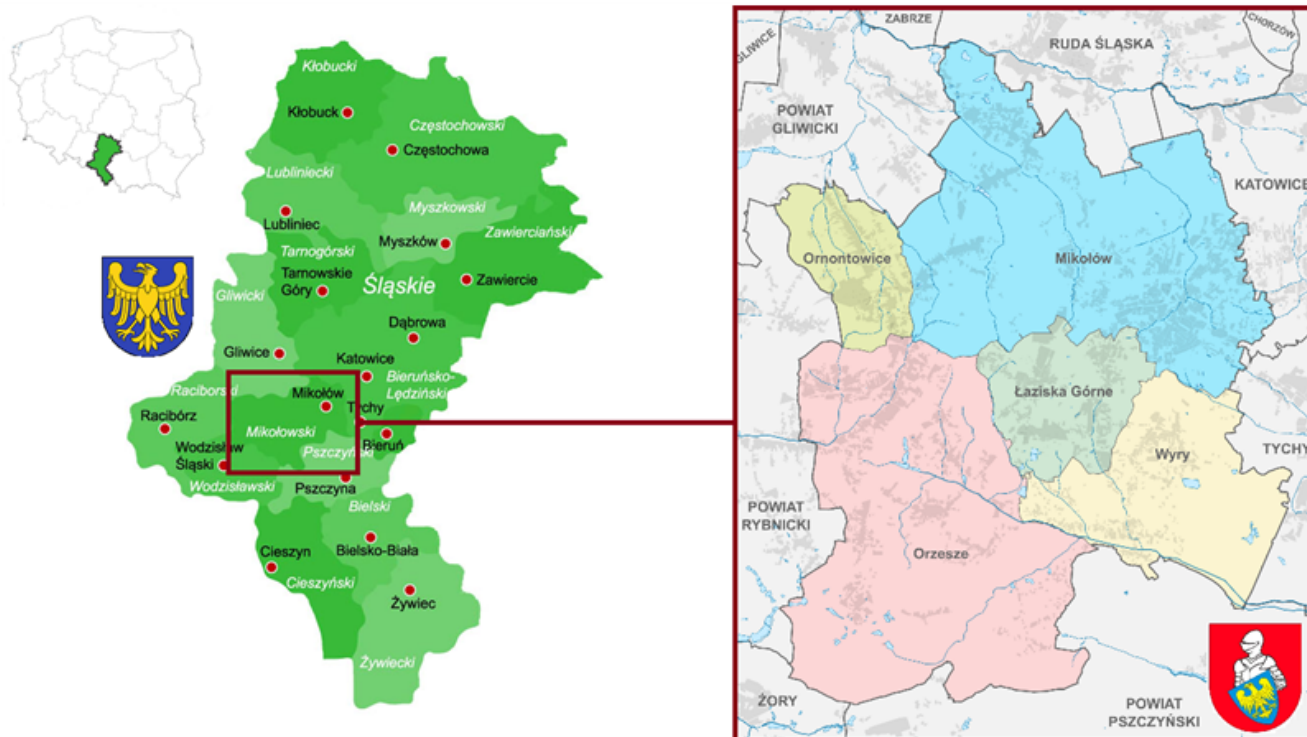 Kłobucki
Kłobuck
Częstochowski
Częstochowa
Lubliniecki
Lubliniec
Myszkowski
Myszków
Zawierciański
Tarnogórski
Tarnowskie
Góry
Śląskie
Zawiercie
Gliwicki
Dąbrowa
Gliwice
Katowice
Bieruńsko-
Lędziński
Raciborski
Mikołów
Racibórz
Tychy
Mikołowski
Bieruń
Wodzisław
Śląski
Pszczyński
Wodzisławski
Pszczyna
Bielski
Cieszyn
Bielsko-Biała
Cieszyński
Żywiec
Żywiecki
ZABRZE
CHORZÓW
GLIWICE
RUDA ŚLĄSKA
POWIAT
GLIWICKI
KATOWICE
Ornontowice
Mikołów
Łaziska Górne
Wyry
TYCHY
POWIAT
RYBNICKI
Orzesze
ŻORY
POWIAT
PSZCZYŃSKI